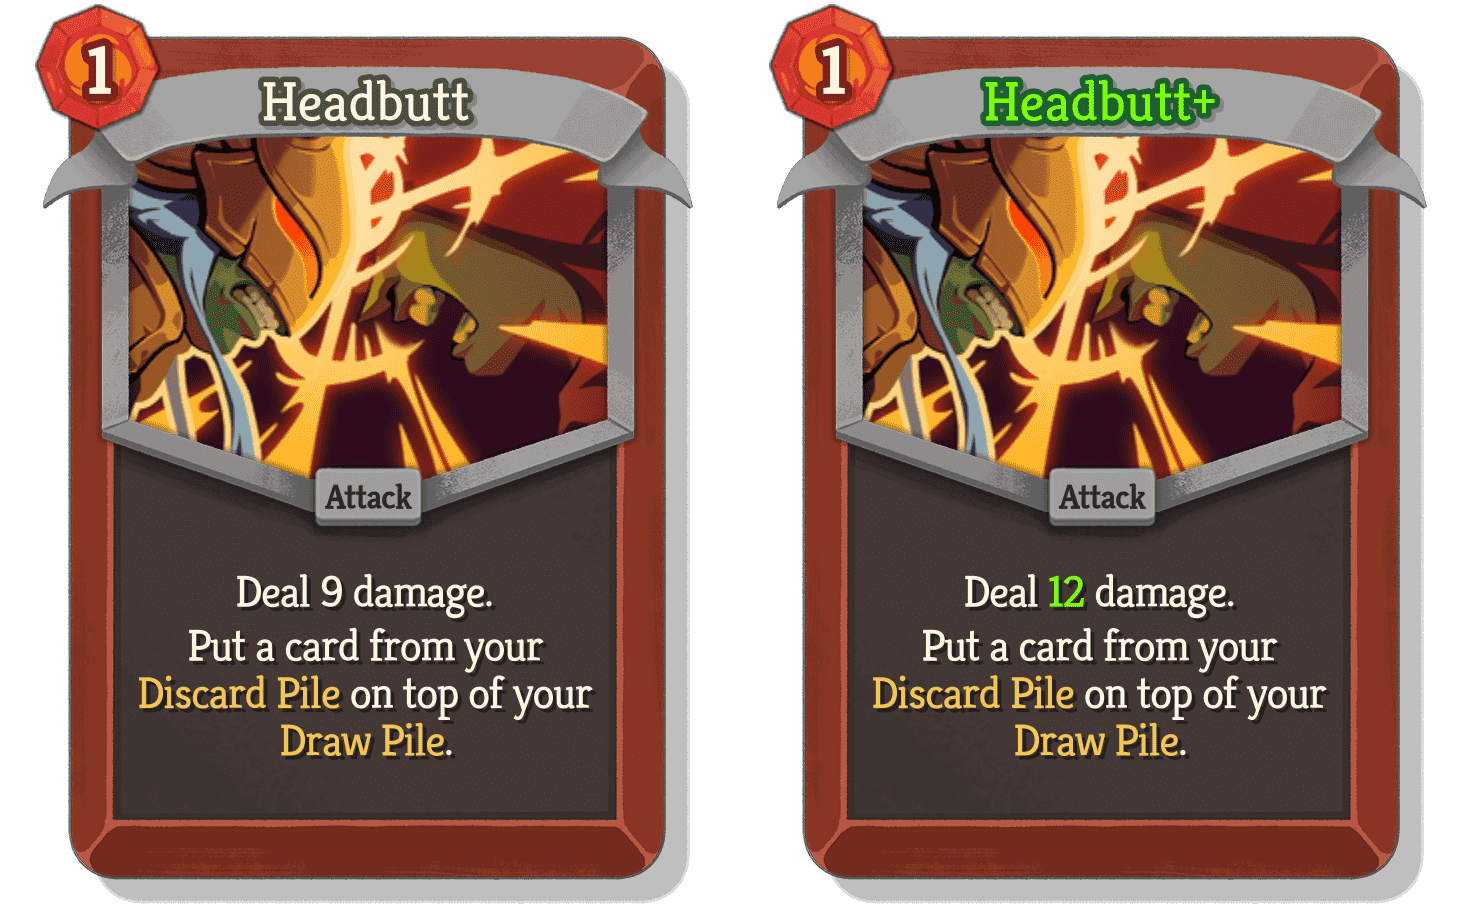 1
Headbutt
Attack
Deal 9 damage.
Put a card from your
Discard Pile on top of your
Draw Pile.
1
Headbutt+
Attack
Deal 12 damage.
Put a card from your
Discard Pile on top of your
Draw Pile.